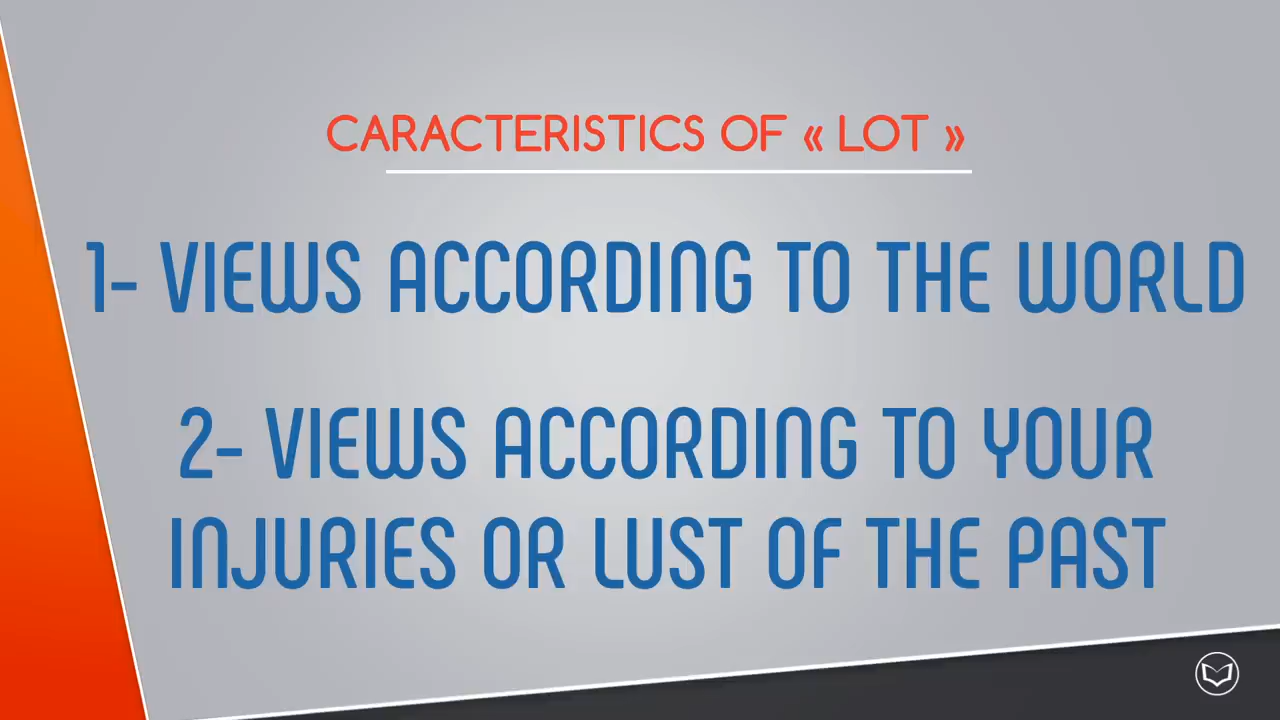 CARACTERISTICS OF « LOT »
1- VIEWS ACCORDING TO THE WORLD
2- VIEWS ACCORDING TO YOUR
INJURIES OR LUST OF THE PAST